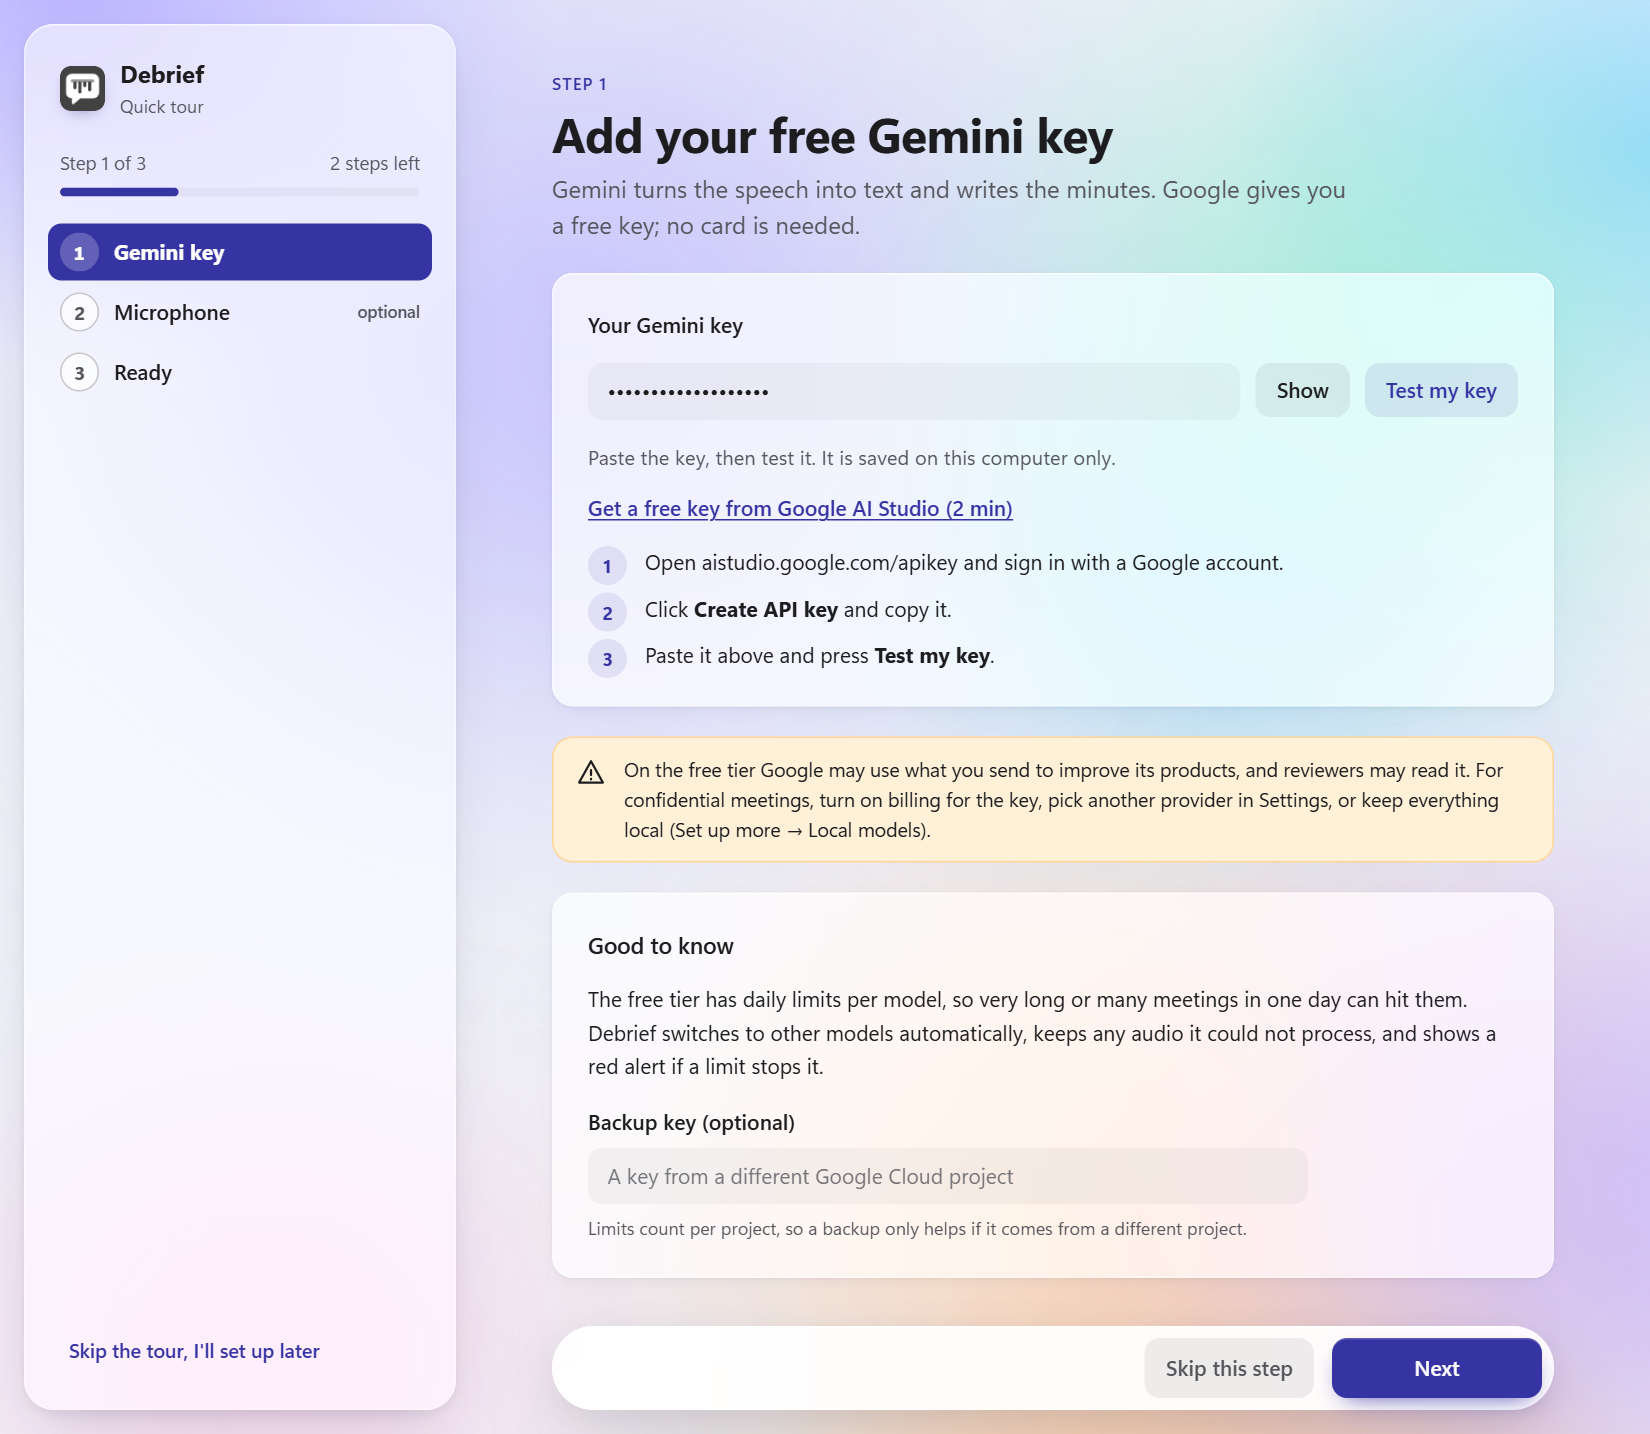 Debrief
Quick tour
Step 1 of 3
2 steps left
1 Gemini key
2 Microphone optional
3 Ready
Skip the tour, I'll set up later
STEP 1
Add your free Gemini key
Gemini turns the speech into text and writes the minutes. Google gives you
a free key; no card is needed.
Your Gemini key
•••••••••••••••••••
Show
Test my key
Paste the key, then test it. It is saved on this computer only.
Get a free key from Google AI Studio (2 min)
1 Open aistudio.google.com/apikey and sign in with a Google account.
2 Click Create API key and copy it.
3 Paste it above and press Test my key.
On the free tier Google may use what you send to improve its products, and reviewers may read it. For
confidential meetings, turn on billing for the key, pick another provider in Settings, or keep everything
local (Set up more → Local models).
Good to know
The free tier has daily limits per model, so very long or many meetings in one day can hit them.
Debrief switches to other models automatically, keeps any audio it could not process, and shows a
red alert if a limit stops it.
Backup key (optional)
A key from a different Google Cloud project
Limits count per project, so a backup only helps if it comes from a different project.
Skip this step
Next